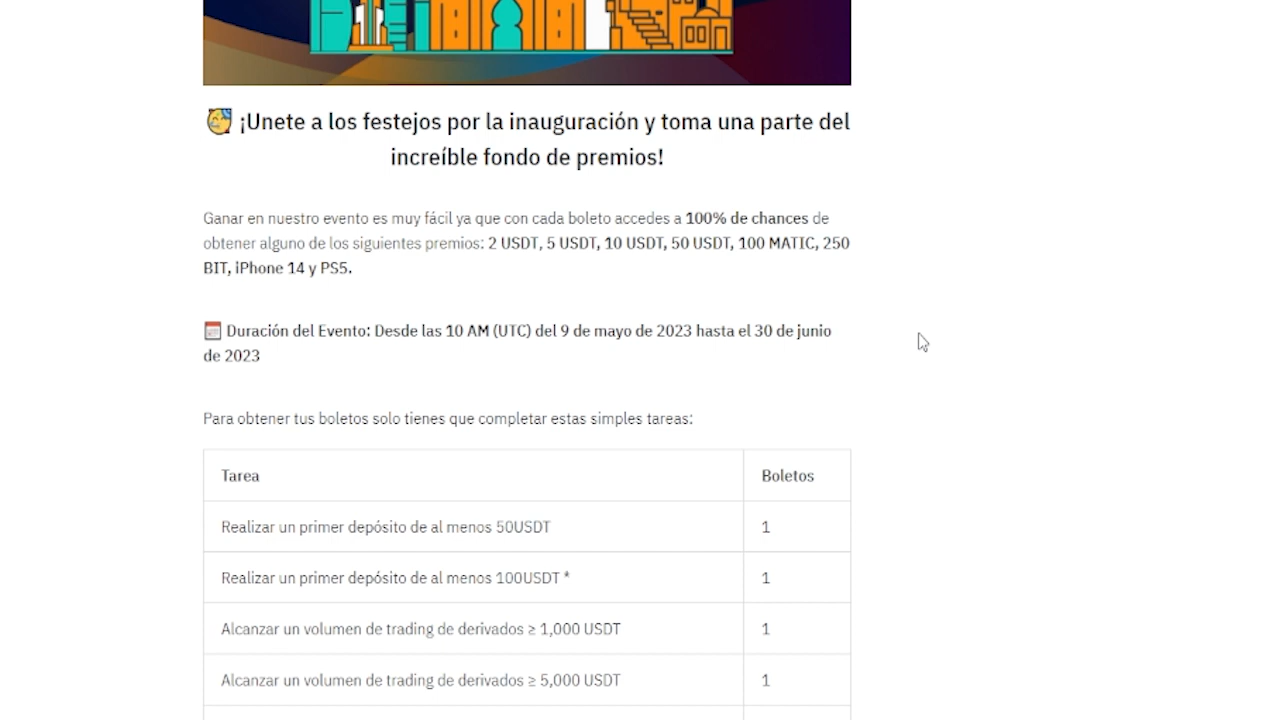 🥳 ¡Unete a los festejos por la inauguración y toma una parte del
increíble fondo de premios!
Ganar en nuestro evento es muy fácil ya que con cada boleto accedes a 100% de chances de
obtener alguno de los siguientes premios: 2 USDT, 5 USDT, 10 USDT, 50 USDT, 100 MATIC, 250
BIT, iPhone 14 y PS5.
📅 Duración del Evento: Desde las 10 AM (UTC) del 9 de mayo de 2023 hasta el 30 de junio
de 2023
Para obtener tus boletos solo tienes que completar estas simples tareas:
Tarea Boletos
Realizar un primer depósito de al menos 50USDT 1
Realizar un primer depósito de al menos 100USDT * 1
Alcanzar un volumen de trading de derivados ≥ 1,000 USDT 1
Alcanzar un volumen de trading de derivados ≥ 5,000 USDT 1